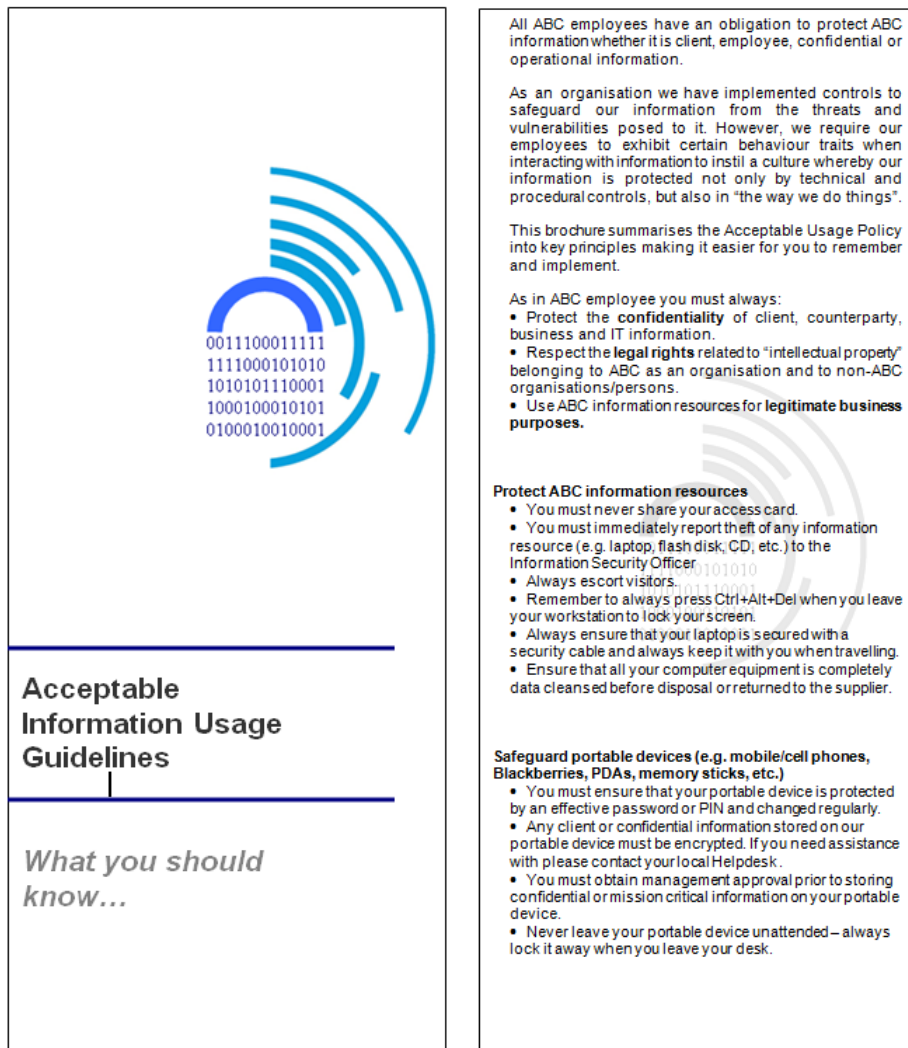 0011100011111
1111000101010
1010101110001
1000100010101
0100010010001
Acceptable
Information Usage
Guidelines
What you should
know…
All ABC employees have an obligation to protect ABC
information whether it is client, employee, confidential or
operational information.
As an organisation we have implemented controls to
safeguard our information from the threats and
vulnerabilities posed to it. However, we require our
employees to exhibit certain behaviour traits when
interacting with information to instil a culture whereby our
information is protected not only by technical and
procedural controls, but also in “the way we do things”.
This brochure summarises the Acceptable Usage Policy
into key principles making it easier for you to remember
and implement.
As in ABC employee you must always:
• Protect the confidentiality of client, counterparty,
business and IT information.
• Respect the legal rights related to “intellectual property”
belonging to ABC as an organisation and to non-ABC
organisations/persons.
• Use ABC information resources for legitimate business
purposes.
Protect ABC information resources
• You must never share your access card.
• You must immediately report theft of any information
resource (e.g. laptop, flash disk, CD, etc.) to the
Information Security Officer
• Always escort visitors.
• Remember to always press Ctrl+Alt+Del when you leave
your workstation to lock your screen.
• Always ensure that your laptop is secured with a
security cable and always keep it with you when travelling.
• Ensure that all your computer equipment is completely
data cleansed before disposal or returned to the supplier.
Safeguard portable devices (e.g. mobile/cell phones,
Blackberries, PDAs, memory sticks, etc.)
• You must ensure that your portable device is protected
by an effective password or PIN and changed regularly.
• Any client or confidential information stored on our
portable device must be encrypted. If you need assistance
with please contact your local Helpdesk.
• You must obtain management approval prior to storing
confidential or mission critical information on your portable
device.
• Never leave your portable device unattended – always
lock it away when you leave your desk.